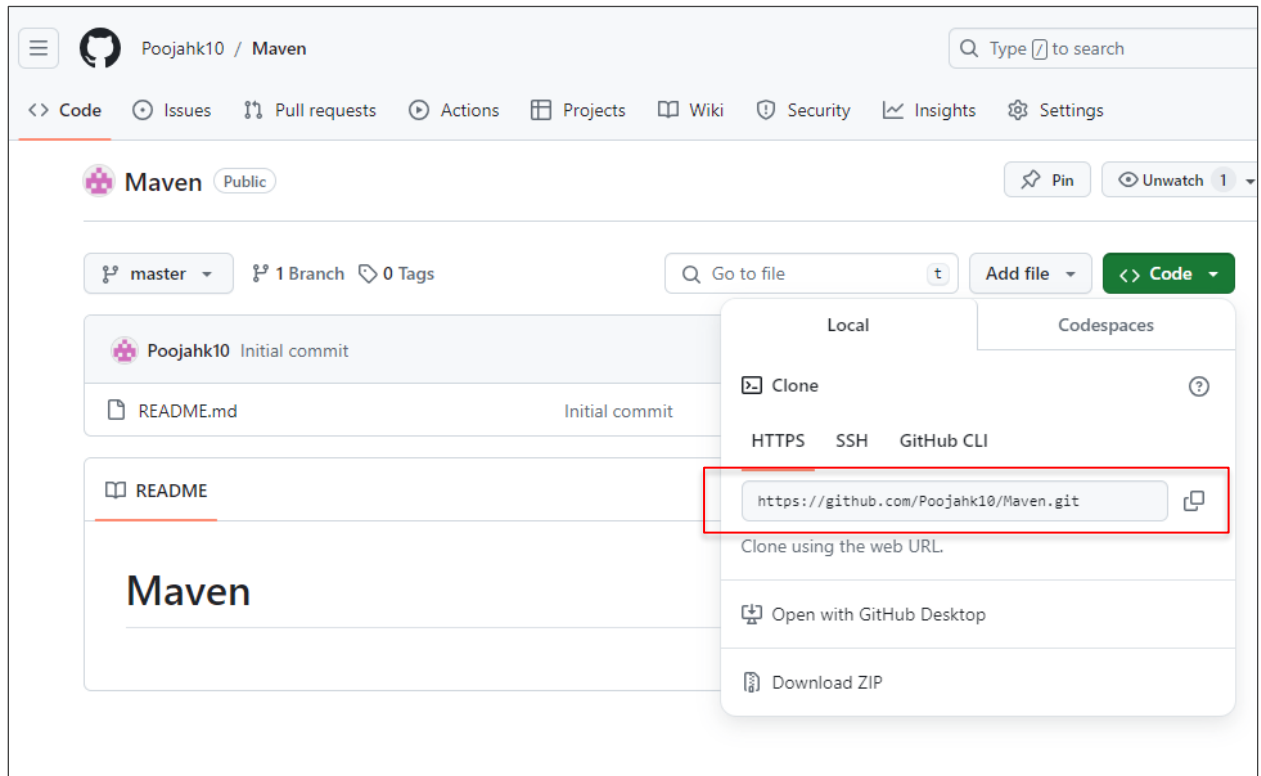 Poojahk10 / Maven
Type / to search
Code Issues Pull requests Actions Projects Wiki Security Insights Settings
Maven Public Pin Unwatch 1
master 1 Branch 0 Tags Go to file t Add file Code
Local Codespaces
Poojahk10 Initial commit
Clone
README.md Initial commit
HTTPS SSH GitHub CLI
README
https://github.com/Poojahk10/Maven.git
Clone using the web URL.
Maven
Open with GitHub Desktop
Download ZIP